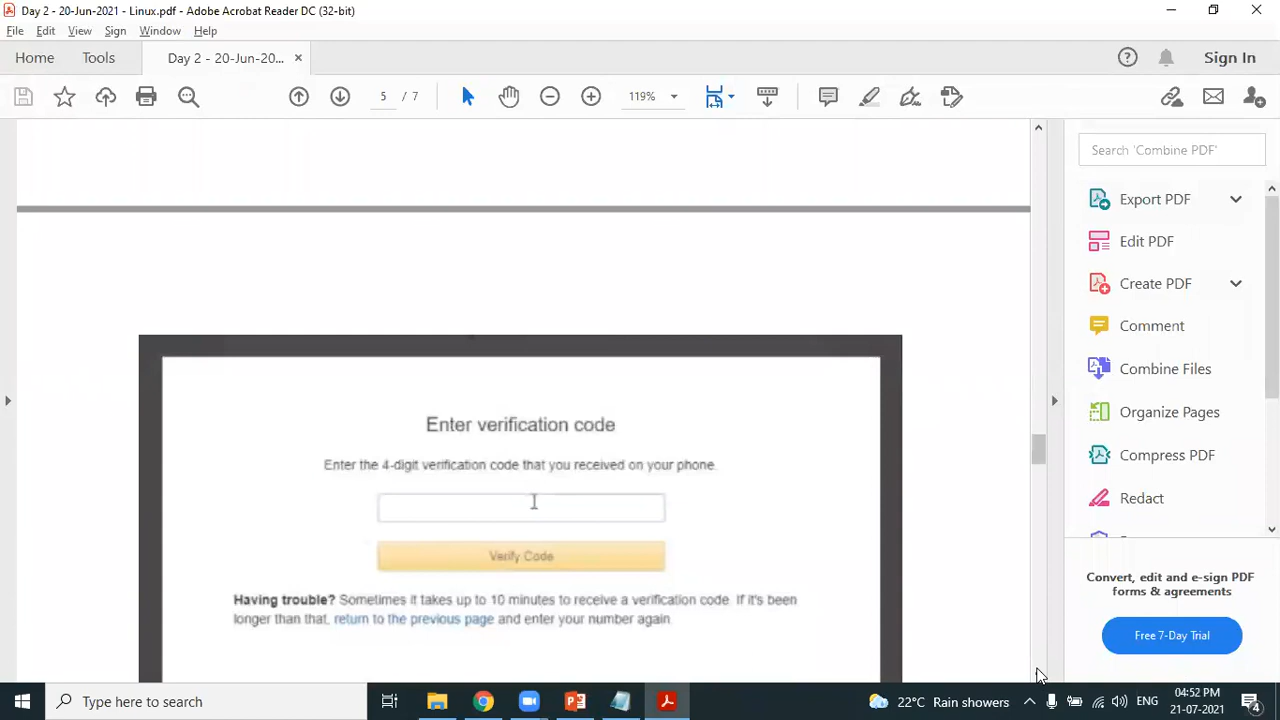 Day 2 - 20-Jun-2021 - Linux.pdf - Adobe Acrobat Reader DC (32-bit)
File Edit View Sign Window Help
Home Tools Day 2 - 20-Jun-20... × Sign In
5 / 7 119%
Search 'Combine PDF'
Export PDF
Edit PDF
Create PDF
Comment
Combine Files
Organize Pages
Compress PDF
Redact
Convert, edit and e-sign PDF
forms & agreements
Free 7-Day Trial
Enter verification code
Enter the 4-digit verification code that you received on your phone.
Verify Code
Having trouble? Sometimes it takes up to 10 minutes to receive a verification code. If it's been
longer than that, return to the previous page and enter your number again.
Type here to search
22°C Rain showers
ENG
04:52 PM
21-07-2021
4